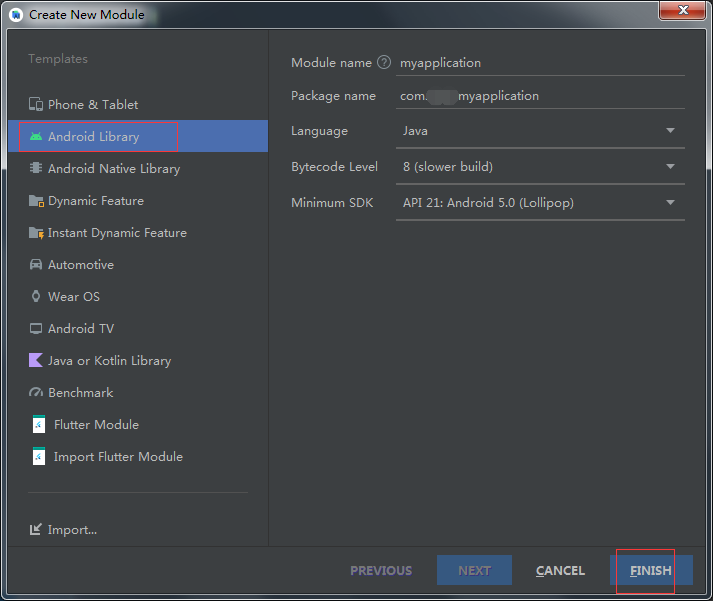 Create New Module
Templates
Phone & Tablet
Android Library
Android Native Library
Dynamic Feature
Instant Dynamic Feature
Automotive
Wear OS
Android TV
Java or Kotlin Library
Benchmark
Flutter Module
Import Flutter Module
Import...
Module name ? myapplication
Package name com. myapplication
Language Java
Bytecode Level 8 (slower build)
Minimum SDK API 21: Android 5.0 (Lollipop)
PREVIOUS NEXT CANCEL FINISH